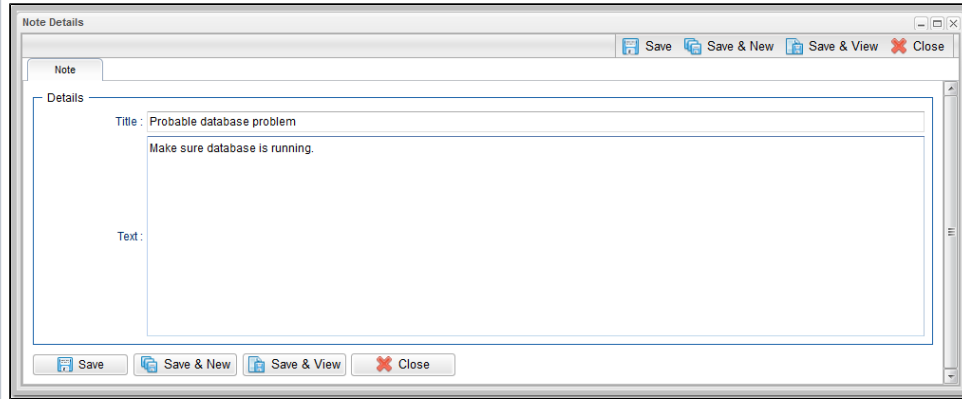 Note Details
Save Save & New Save & View Close
Note
Details
Title : Probable database problem
Make sure database is running.
Text :
Save Save & New Save & View Close